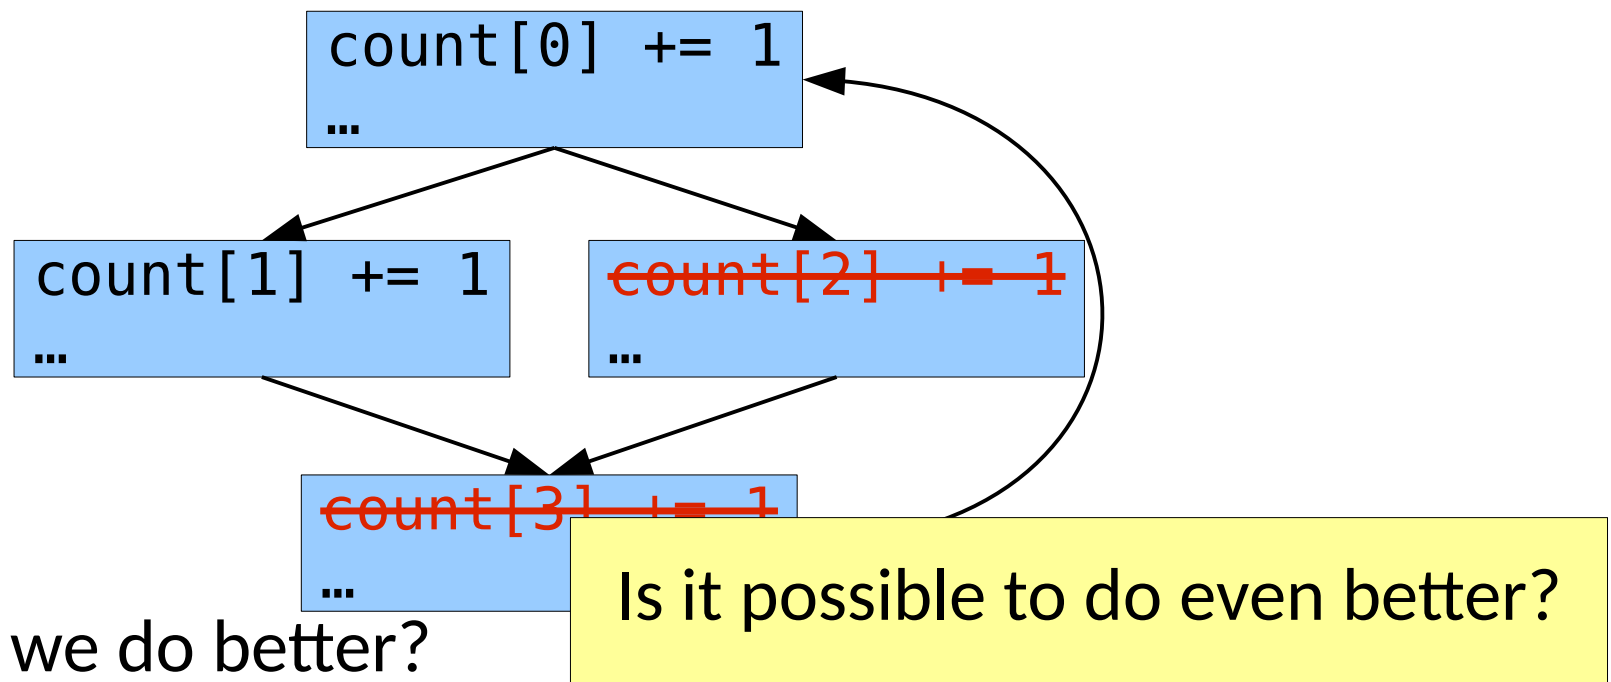 count[0] += 1
…
count[1] += 1
…
count[2] += 1
…
count[3] += 1
…
Is it possible to do even better?
we do better?